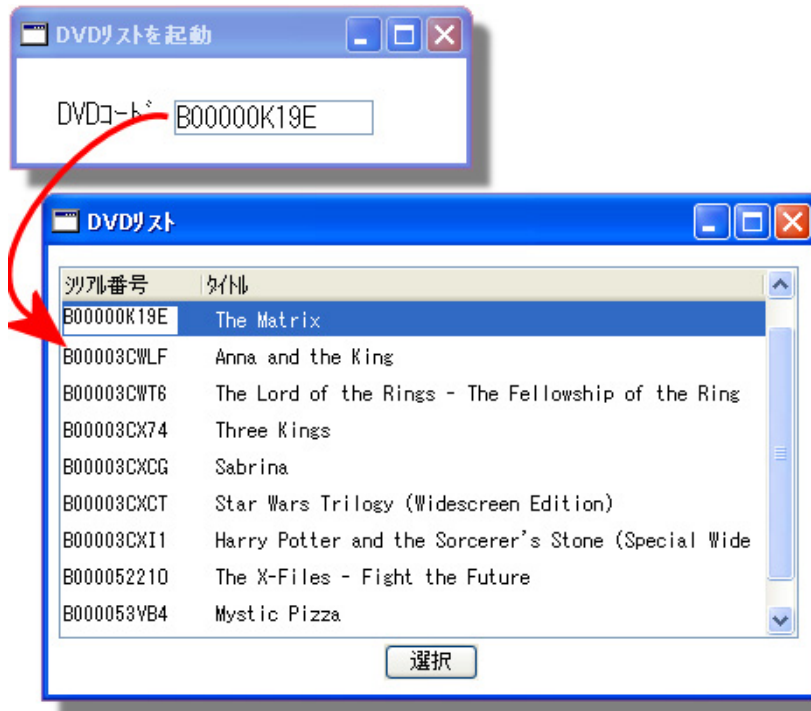 DVDリストを起動
DVDコード B00000K19E
DVDリスト
シリアル番号 タイトル
B00000K19E The Matrix
B00003CWLF Anna and the King
B00003CWT6 The Lord of the Rings - The Fellowship of the Ring
B00003CX74 Three Kings
B00003CXCG Sabrina
B00003CXCT Star Wars Trilogy (Widescreen Edition)
B00003CXI1 Harry Potter and the Sorcerer's Stone (Special Wide
B000052210 The X-Files - Fight the Future
B000053VB4 Mystic Pizza
選択